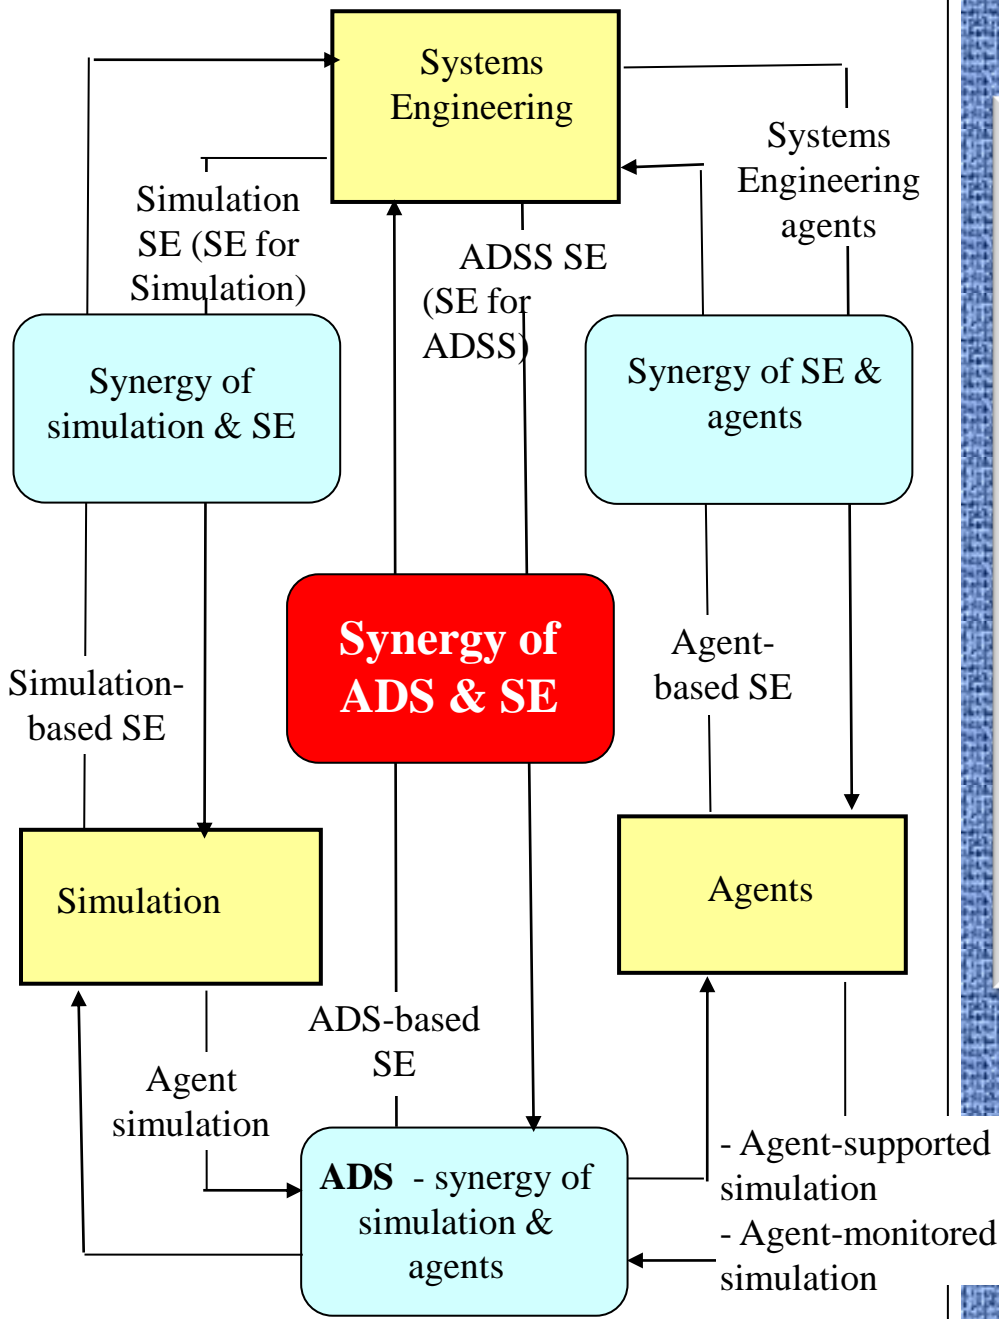 Systems
Engineering
Systems
Engineering
agents
Simulation
SE (SE for
Simulation)
ADSS SE
(SE for
ADSS)
Synergy of
simulation & SE
Synergy of SE &
agents
Synergy of
ADS & SE
Simulation-
based SE
Agent-
based SE
Simulation
Agents
ADS-based
SE
Agent
simulation
ADS - synergy of
simulation &
agents
- Agent-supported
simulation
- Agent-monitored
simulation